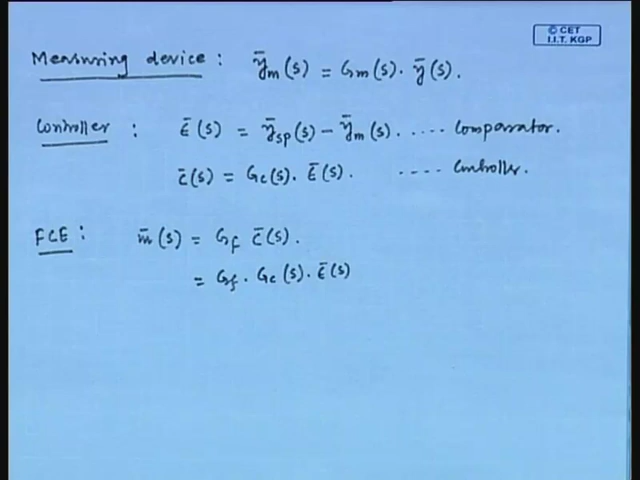 © CET
I.I.T. KGP
Measuring device : ȳm(s) = Gm(s). ȳ(s).
Controller : ε̄(s) = ȳsp(s) - ȳm(s). .... Comparator.
c̄(s) = Gc(s). ε̄(s). .... Controller.
FCE : m̄(s) = Gf c̄(s).
= Gf . Gc(s). ε̄(s)